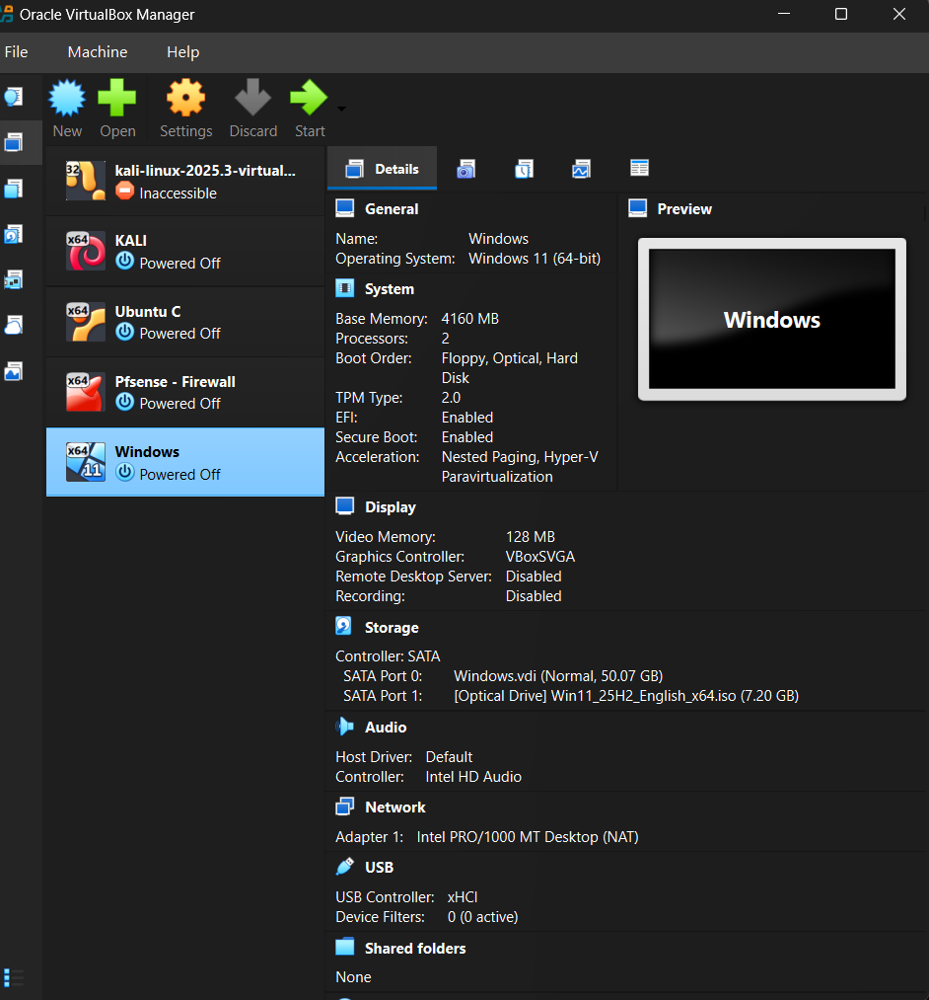 Oracle VirtualBox Manager
File Machine Help
New Open Settings Discard Start
32
kali-linux-2025.3-virtual...
Inaccessible
x64
KALI
Powered Off
x64
Ubuntu C
Powered Off
x64
Pfsense - Firewall
Powered Off
x64
11
Windows
Powered Off
Details
General
Name: Windows
Operating System: Windows 11 (64-bit)
System
Base Memory: 4160 MB
Processors: 2
Boot Order: Floppy, Optical, Hard
Disk
TPM Type: 2.0
EFI: Enabled
Secure Boot: Enabled
Acceleration: Nested Paging, Hyper-V
Paravirtualization
Preview
Windows
Display
Video Memory: 128 MB
Graphics Controller: VBoxSVGA
Remote Desktop Server: Disabled
Recording: Disabled
Storage
Controller: SATA
SATA Port 0: Windows.vdi (Normal, 50.07 GB)
SATA Port 1: [Optical Drive] Win11_25H2_English_x64.iso (7.20 GB)
Audio
Host Driver: Default
Controller: Intel HD Audio
Network
Adapter 1: Intel PRO/1000 MT Desktop (NAT)
USB
USB Controller: xHCI
Device Filters: 0 (0 active)
Shared folders
None